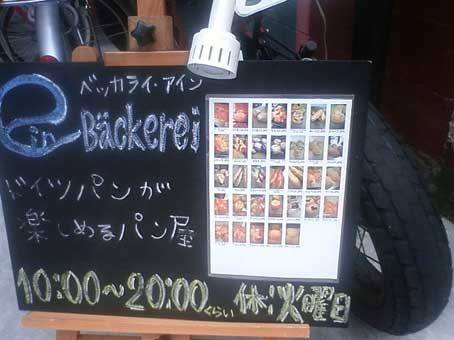 ベッカライ・アイン
ein Bäckerei
ドイツパンが
楽しめるパン屋
10:00～20:00くらい 休:火曜日